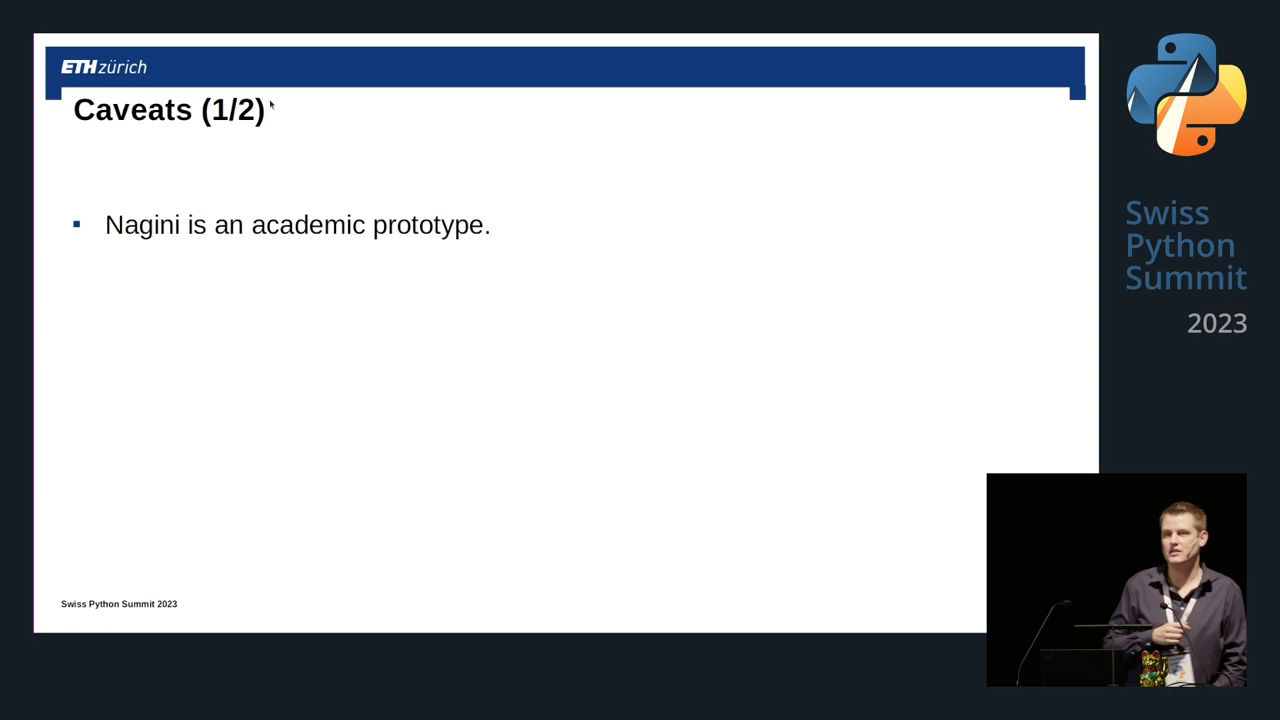 ETH zürich
Caveats (1/2)
Nagini is an academic prototype.
Swiss Python Summit 2023
Swiss
Python
Summit
2023